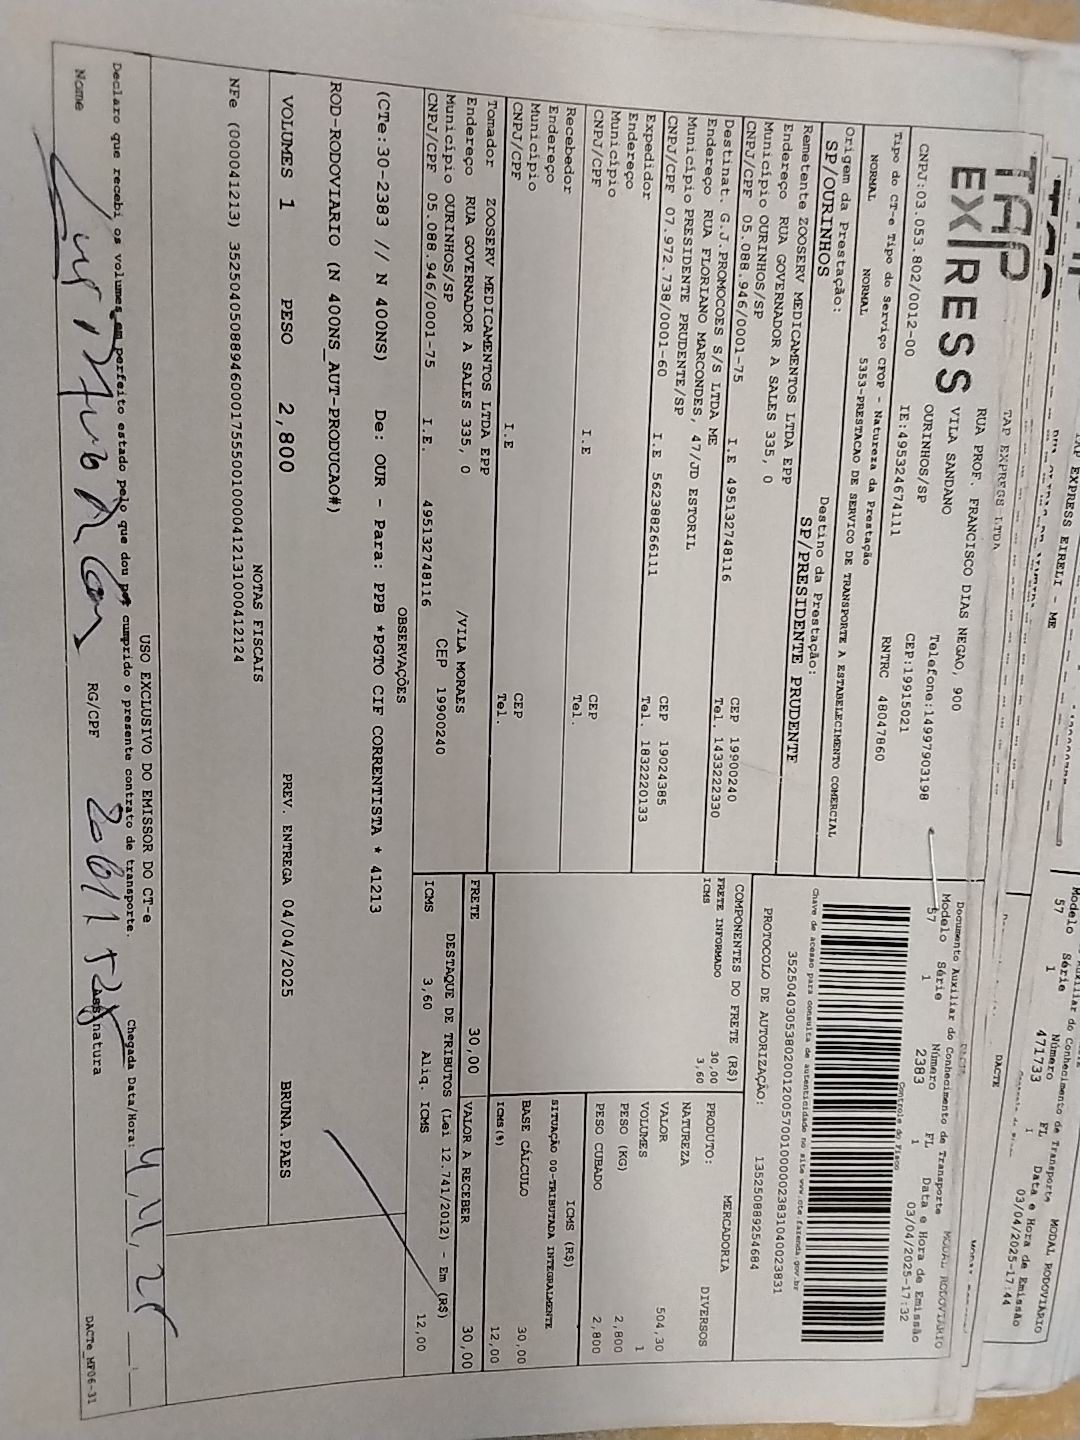 TAP EXPRESS EIRELI - ME
Número
471733
FL
1
Data e Hora de Emissão
03/04/2025-17:44
Modelo
57
Série
1
DACTE
TAP
EXPRESS
TAP EXPRESS LTDA
RUA PROF. FRANCISCO DIAS NEGAO, 900
VILA SANDANO
OURINHOS/SP
Telefone:14997903198
CEP:19915021
CNPJ:03.053.802/0012-00 IE:495324674111 RNTRC 48047860
Documento Auxiliar do Conhecimento de Transporte MODAL RODOVIARIO
Modelo Série Número FL Data e Hora de Emissão
57 1 2383 1 03/04/2025-17:32
Controle do Fisco
Tipo do CT-e Tipo do Serviço CFOP - Natureza da Prestação
NORMAL NORMAL 5353-PRESTACAO DE SERVICO DE TRANSPORTE A ESTABELECIMENTO COMERCIAL
Chave de acesso para consulta de autenticidade no site www.cte.fazenda.gov.br
35250403053802001200570010000023831040023831
PROTOCOLO DE AUTORIZAÇÃO: 135250889254684
Origem da Prestação: Destino da Prestação:
SP/OURINHOS SP/PRESIDENTE PRUDENTE
Remetente ZOOSERV MEDICAMENTOS LTDA EPP
Endereço RUA GOVERNADOR A SALES 335, 0
Município OURINHOS/SP CEP 19900240
CNPJ/CPF 05.088.946/0001-75 I.E 495132748116 Tel. 1433222330
Destinat. G.J.PROMOCOES S/S LTDA ME
Endereço RUA FLORIANO MARCONDES, 47/JD ESTORIL
Município PRESIDENTE PRUDENTE/SP CEP 19024385
CNPJ/CPF 07.972.738/0001-60 I.E 562388266111 Tel. 1832220133
Expedidor
Endereço
Município CEP
CNPJ/CPF I.E Tel.
Recebedor
Endereço
Município CEP
CNPJ/CPF I.E Tel.
Tomador ZOOSERV MEDICAMENTOS LTDA EPP
Endereço RUA GOVERNADOR A SALES 335, 0 /VILA MORAES
Município OURINHOS/SP CEP 19900240
CNPJ/CPF 05.088.946/0001-75 I.E. 495132748116
COMPONENTES DO FRETE (R$)
FRETE INFORMADO 30,00
ICMS 3,60
PRODUTO: MERCADORIA
NATUREZA DIVERSOS
VALOR 504,30
VOLUMES 1
PESO (KG) 2,800
PESO CUBADO 2,800
ICMS (R$)
SITUAÇÃO 00-TRIBUTADA INTEGRALMENTE
BASE CÁLCULO 30,00
ICMS(%) 12,00
FRETE 30,00 VALOR A RECEBER 30,00
DESTAQUE DE TRIBUTOS (Lei 12.741/2012) - Em (R$)
ICMS 3,60 Aliq. ICMS 12,00
OBSERVAÇÕES
(CTe:30-2383 // N 400NS) De: OUR - Para: PPB *PGTO CIF CORRENTISTA * 41213
ROD-RODOVIARIO (N 400NS_AUT-PRODUCAO#)
VOLUMES 1 PESO 2,800 PREV. ENTREGA 04/04/2025 BRUNA.PAES
NOTAS FISCAIS
NFe (000041213) 35250405088946000175550010000412131000412124
USO EXCLUSIVO DO EMISSOR DO CT-e
Declaro que recebi os volumes em perfeito estado pelo que dou por cumprido o presente contrato de transporte. Chegada Data/Hora:
Nome RG/CPF Assinatura
DACTe_MF06-31